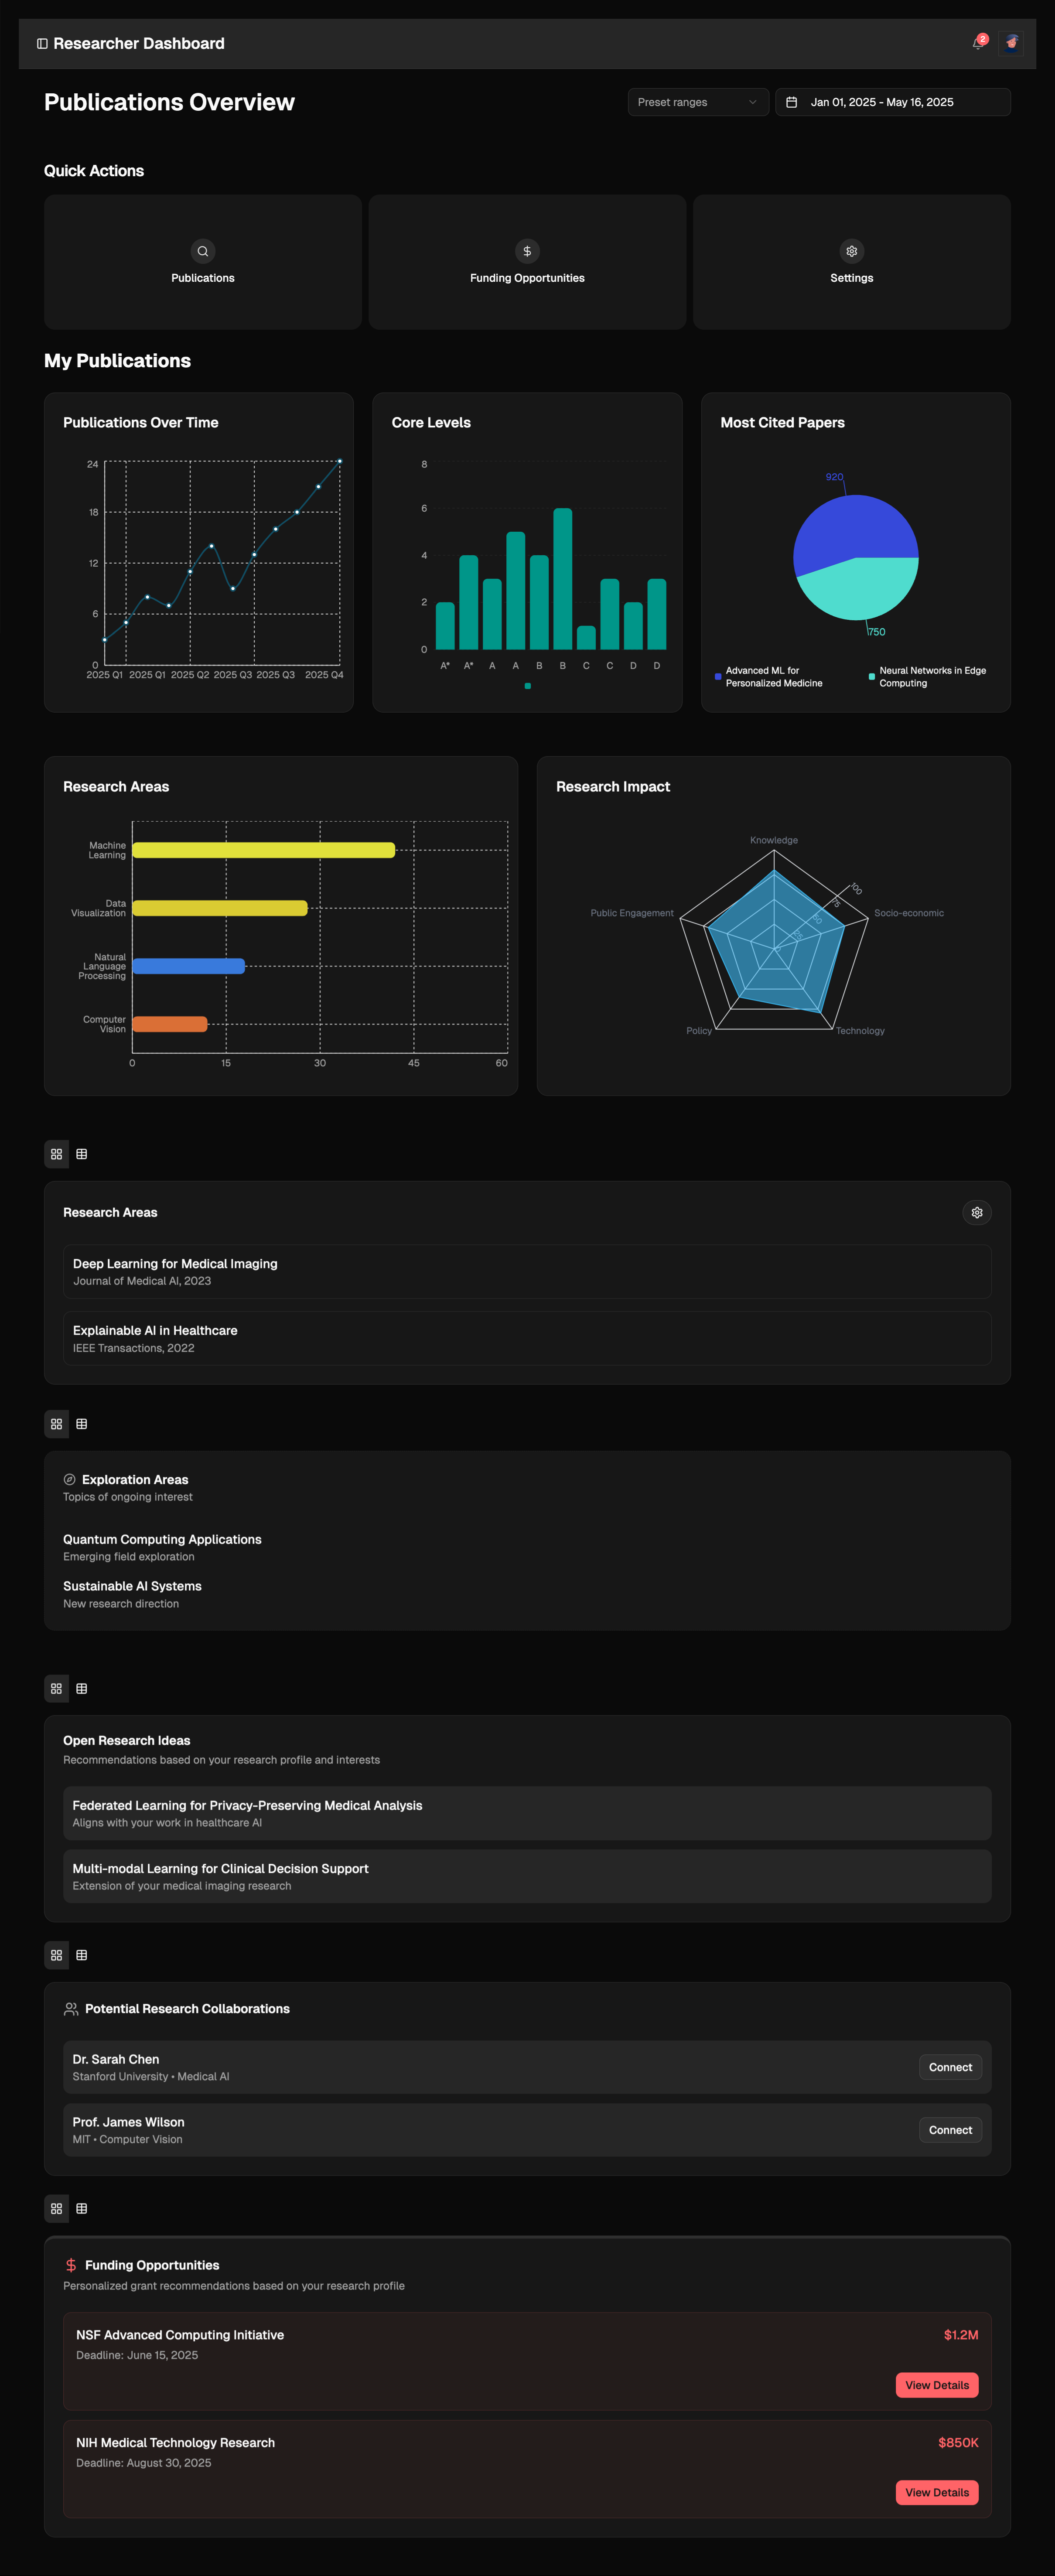 Researcher Dashboard
2
Publications Overview
Preset ranges
Jan 01, 2025 - May 16, 2025
Quick Actions
Publications
Funding Opportunities
Settings
My Publications
Publications Over Time
24
18
12
6
0
2025 Q1 2025 Q1 2025 Q2 2025 Q3 2025 Q3 2025 Q4
Core Levels
8
6
4
2
0
A* A* A A B B C C D D
Most Cited Papers
920
750
Advanced ML for
Personalized Medicine
Neural Networks in Edge
Computing
Research Areas
Machine
Learning
Data
Visualization
Natural
Language
Processing
Computer
Vision
0 15 30 45 60
Research Impact
Knowledge
Socio-economic
Technology
Policy
Public Engagement
0
25
50
75
100
Research Areas
Deep Learning for Medical Imaging
Journal of Medical AI, 2023
Explainable AI in Healthcare
IEEE Transactions, 2022
Exploration Areas
Topics of ongoing interest
Quantum Computing Applications
Emerging field exploration
Sustainable AI Systems
New research direction
Open Research Ideas
Recommendations based on your research profile and interests
Federated Learning for Privacy-Preserving Medical Analysis
Aligns with your work in healthcare AI
Multi-modal Learning for Clinical Decision Support
Extension of your medical imaging research
Potential Research Collaborations
Dr. Sarah Chen
Stanford University • Medical AI
Connect
Prof. James Wilson
MIT • Computer Vision
Connect
Funding Opportunities
Personalized grant recommendations based on your research profile
NSF Advanced Computing Initiative
$1.2M
Deadline: June 15, 2025
View Details
NIH Medical Technology Research
$850K
Deadline: August 30, 2025
View Details